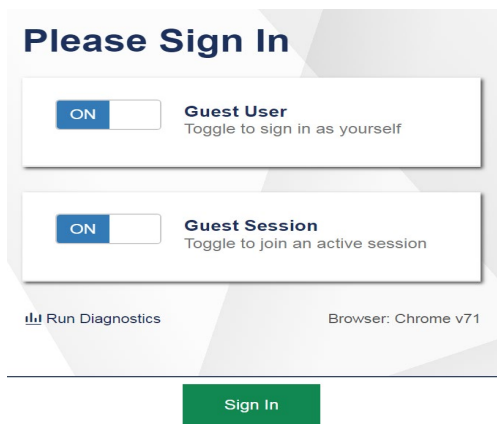 Please Sign In
ON
Guest User
Toggle to sign in as yourself
ON
Guest Session
Toggle to join an active session
Run Diagnostics
Browser: Chrome v71
Sign In